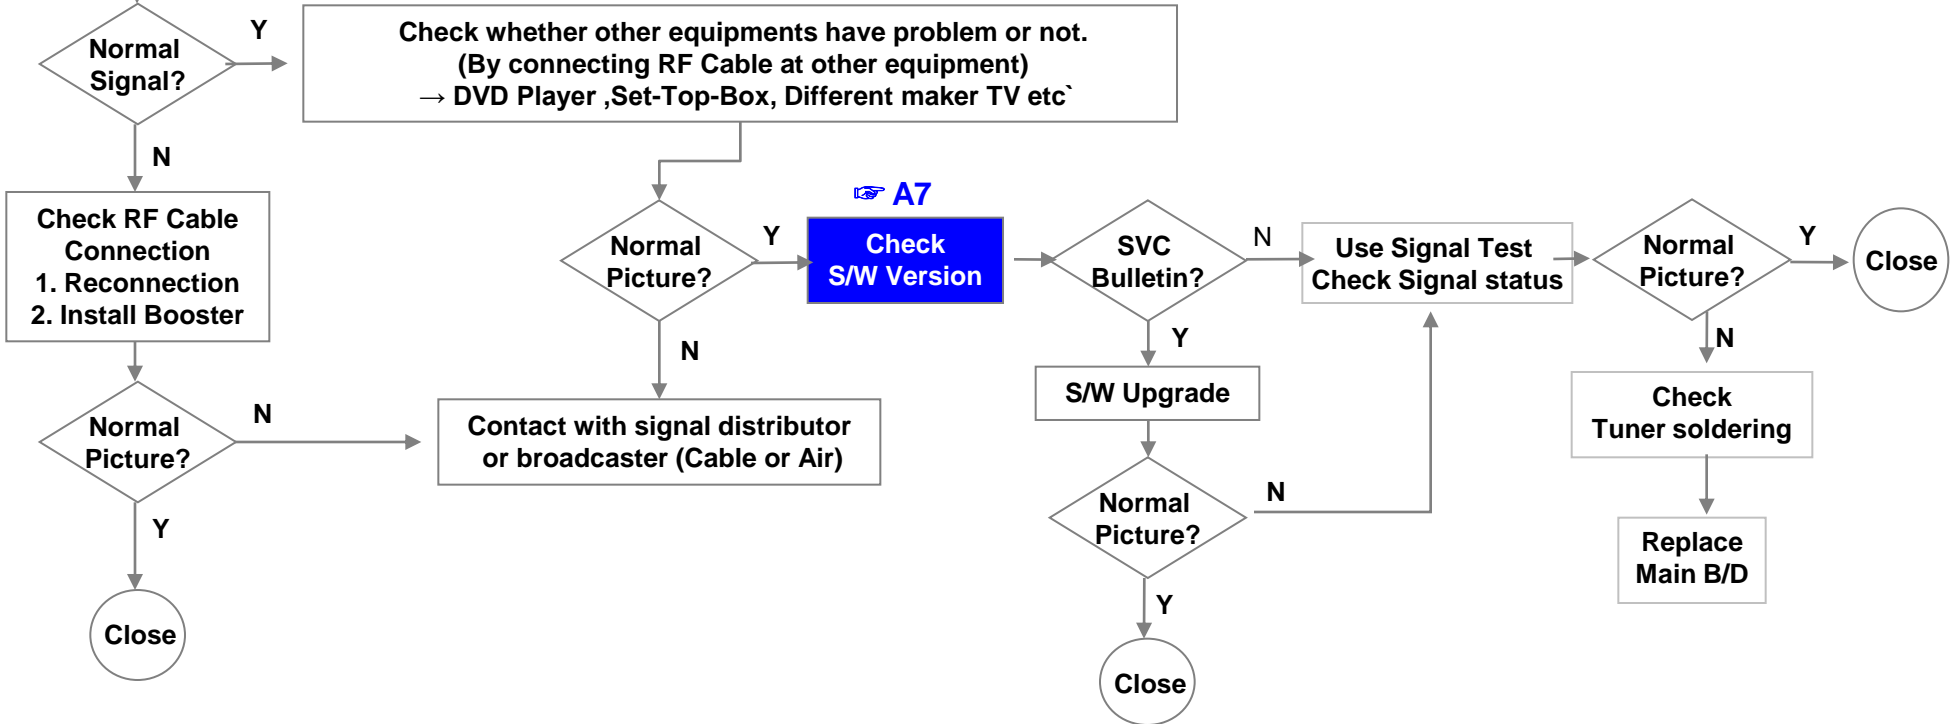 Normal
Signal?
Y
Check whether other equipments have problem or not.
(By connecting RF Cable at other equipment)
→ DVD Player ,Set-Top-Box, Different maker TV etc`
N
Check RF Cable
Connection
1. Reconnection
2. Install Booster
Normal
Picture?
N
Y
Close
Normal
Picture?
Y
N
Contact with signal distributor
or broadcaster (Cable or Air)
☞ A7
Check
S/W Version
SVC
Bulletin?
N
Y
S/W Upgrade
Normal
Picture?
N
Y
Close
Use Signal Test
Check Signal status
Normal
Picture?
Y
Close
N
Check
Tuner soldering
Replace
Main B/D